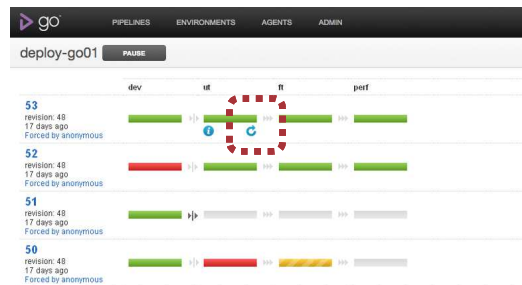 go
PIPELINES ENVIRONMENTS AGENTS ADMIN
deploy-go01 PAUSE
dev ut ft perf
53
revision: 48
17 days ago
Forced by anonymous
52
revision: 48
17 days ago
Forced by anonymous
51
revision: 48
17 days ago
Forced by anonymous
50
revision: 48
17 days ago
Forced by anonymous